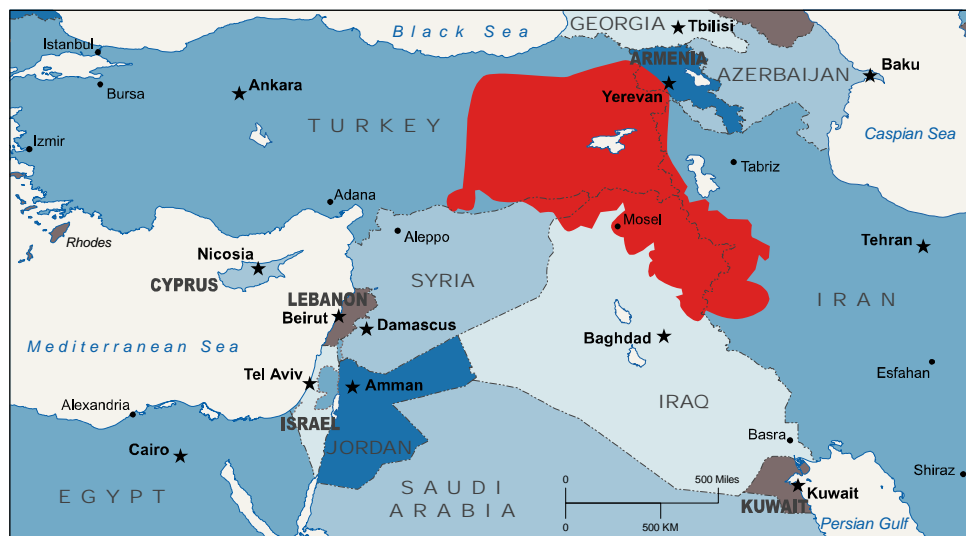 Black Sea
GEORGIA
Tbilisi
Istanbul
ARMENIA
AZERBAIJAN
Baku
Ankara
Bursa
Yerevan
TURKEY
Caspian Sea
Izmir
Tabriz
Adana
Mosel
Rhodes
Aleppo
Nicosia
Tehran
CYPRUS
SYRIA
LEBANON
IRAN
Beirut
Damascus
Baghdad
Mediterranean Sea
Tel Aviv
Amman
Esfahan
Alexandria
IRAQ
ISRAEL
Basra
JORDAN
Cairo
Shiraz
EGYPT
SAUDI
ARABIA
0
500 Miles
0
500 KM
KUWAIT
Kuwait
Persian Gulf